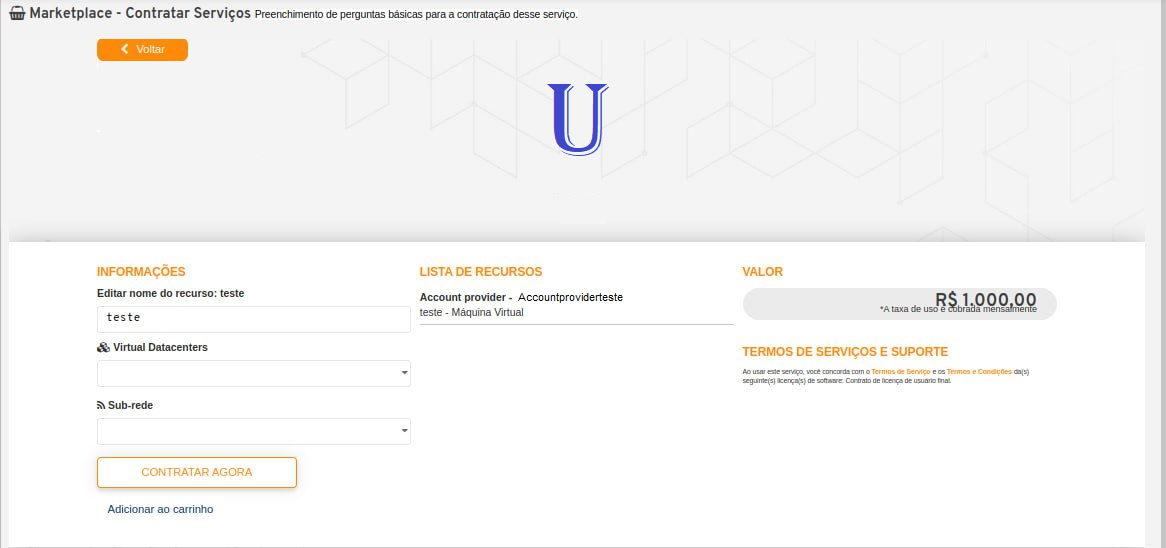 Marketplace - Contratar Serviços Preenchimento de perguntas básicas para a contratação desse serviço.
Voltar
U
INFORMAÇÕES
Editar nome do recurso: teste
teste
Virtual Datacenters
Sub-rede
CONTRATAR AGORA
Adicionar ao carrinho
LISTA DE RECURSOS
Account provider - Accountproviderteste
teste - Máquina Virtual
VALOR
R$ 1.000,00
*A taxa de uso é cobrada mensalmente
TERMOS DE SERVIÇOS E SUPORTE
Ao usar este serviço, você concorda com o Termos de Serviço e os Termos e Condições da(s)
seguinte(s) licença(s) de software: Contrato de licença de usuário final.